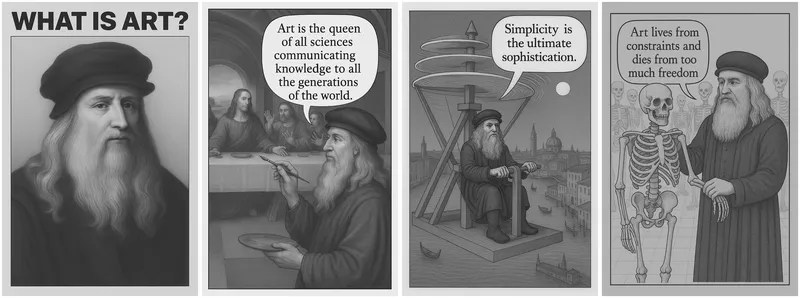 WHAT IS ART?
Art is the queen
of all sciences
communicating
knowledge to all
the generations
of the world.
Simplicity is
the ultimate
sophistication.
Art lives from
constraints and
dies from too
much freedom